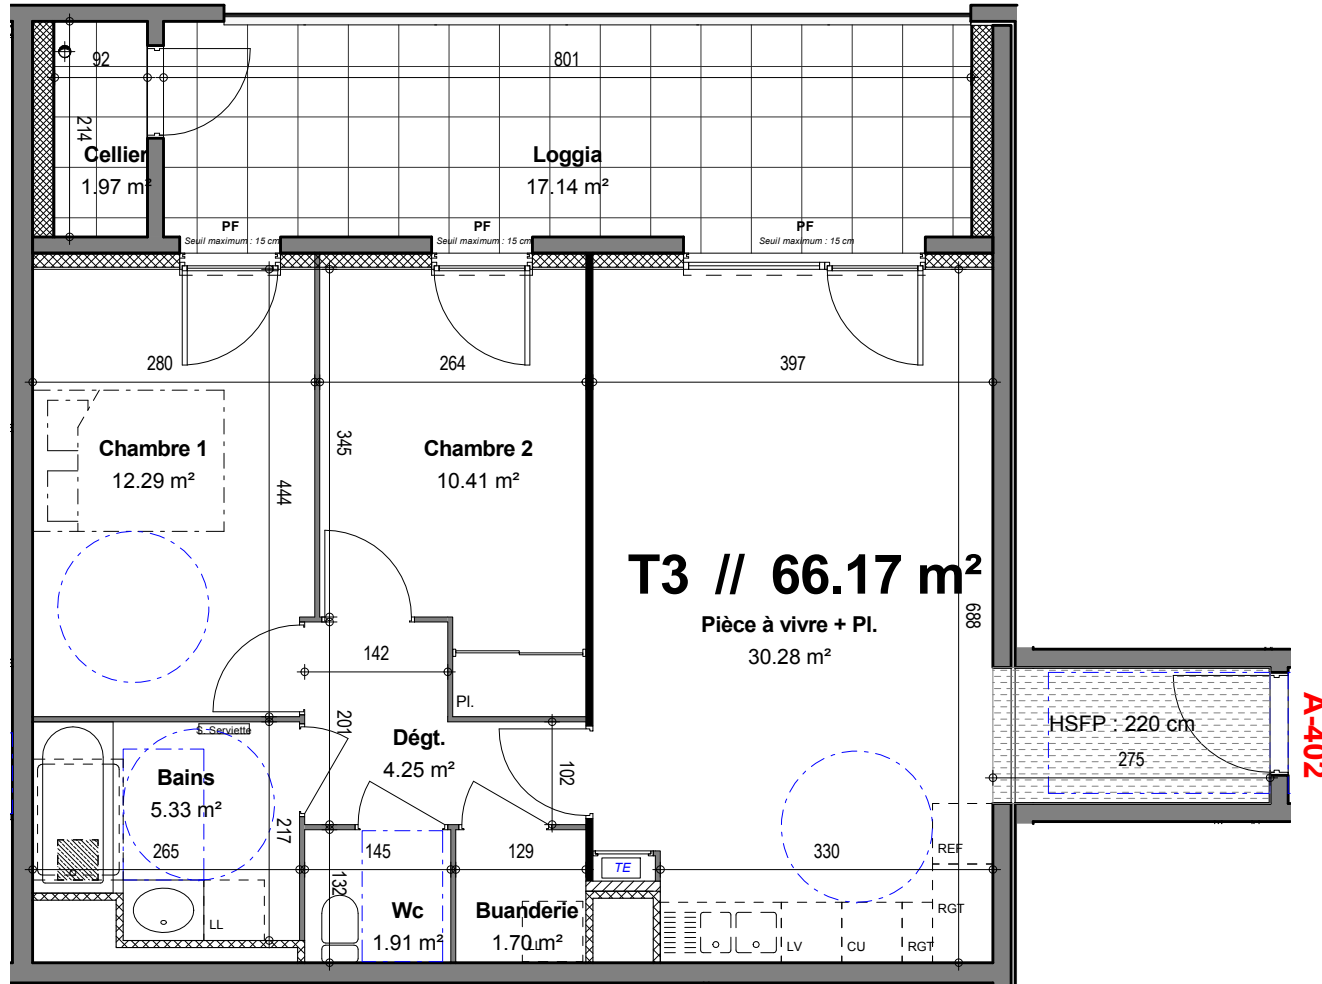 92
801
214
Cellier
1.97 m²
Loggia
17.14 m²
PF
Seuil maximum : 15 cm
PF
Seuil maximum : 15 cm
PF
Seuil maximum : 15 cm
280
264
397
345
444
Chambre 1
12.29 m²
Chambre 2
10.41 m²
T3 // 66.17 m²
Pièce à vivre + Pl.
30.28 m²
688
142
Pl.
201
S. Serviette
Dégt.
4.25 m²
102
HSFP : 220 cm
275
A-402
Bains
5.33 m²
265
217
145
129
132
TE
330
REF
RGT
Wc
1.91 m²
Buanderie
1.70 m²
LL
LL
LV
CU
RGT